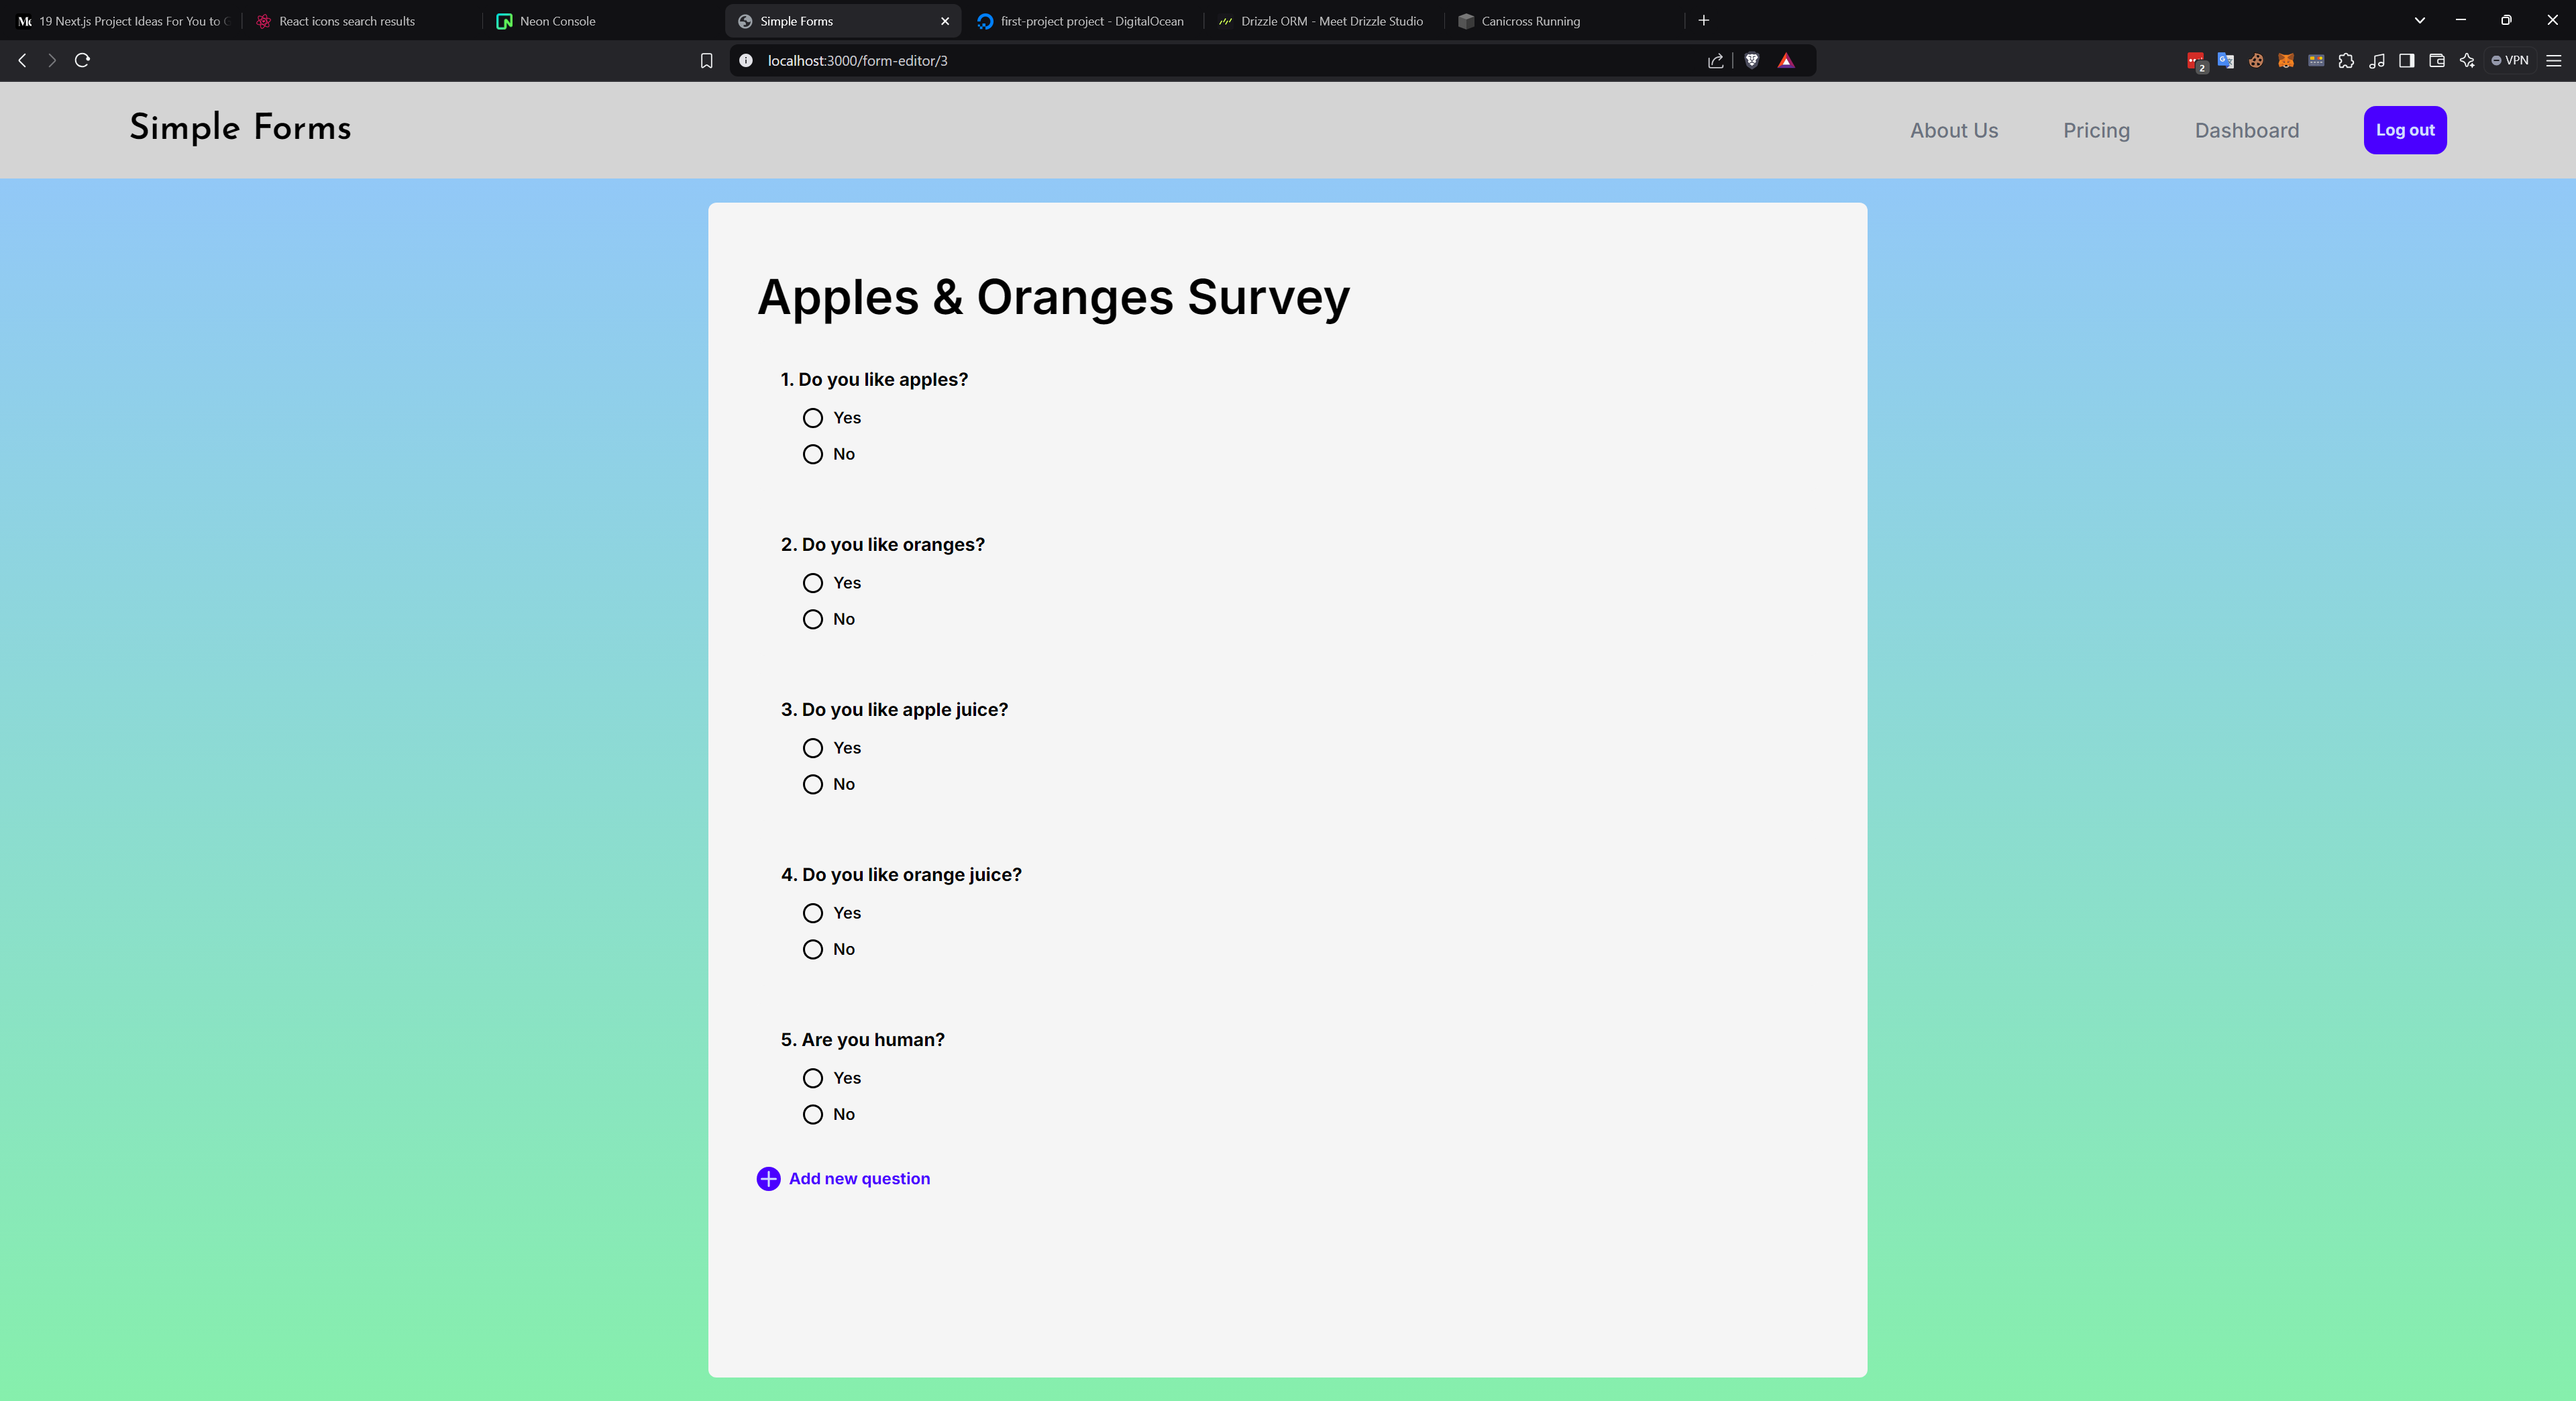 19 Next.js Project Ideas For You to
React icons search results
Neon Console
Simple Forms
first-project project - DigitalOcean
Drizzle ORM - Meet Drizzle Studio
Canicross Running
localhost:3000/form-editor/3
2
VPN
Simple Forms
About Us
Pricing
Dashboard
Log out
Apples & Oranges Survey
1. Do you like apples?
Yes
No
2. Do you like oranges?
Yes
No
3. Do you like apple juice?
Yes
No
4. Do you like orange juice?
Yes
No
5. Are you human?
Yes
No
Add new question